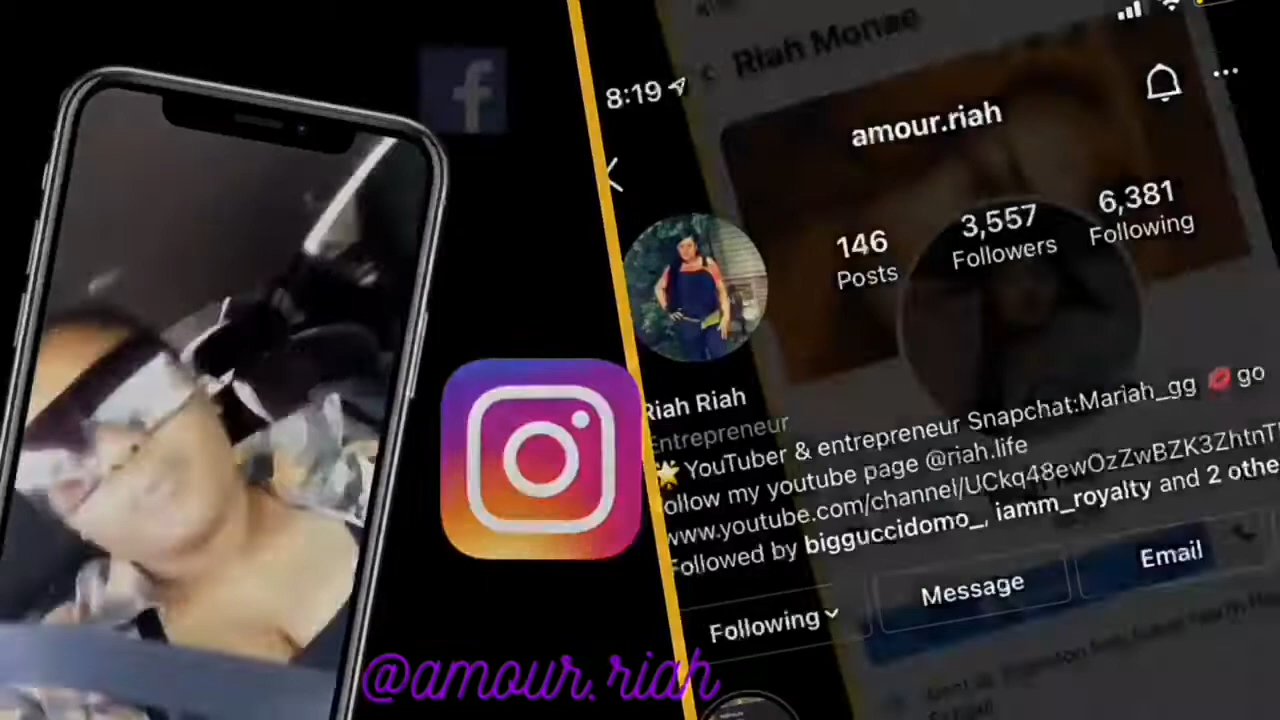 f
Riah Monae
8:19
amour.riah
146
Posts
3,557
Followers
6,381
Following
Riah Riah
Entrepreneur
🌟 YouTuber & entrepreneur Snapchat:Mariah_gg 💋 go
follow my youtube page @riah.life
www.youtube.com/channel/UCkq48ewOzZwBZK3ZhtnT
Followed by bigguccidomo_, iamm_royalty and 2 othe
Following
Message
Email
@amour.riah